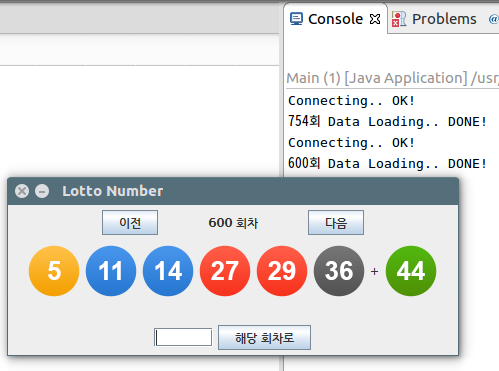 Console Problems @
Main (1) [Java Application] /usr/
Connecting.. OK!
754회 Data Loading.. DONE!
Connecting.. OK!
600회 Data Loading.. DONE!
Lotto Number
이전 600 회차 다음
5 11 14 27 29 36 + 44
해당 회차로